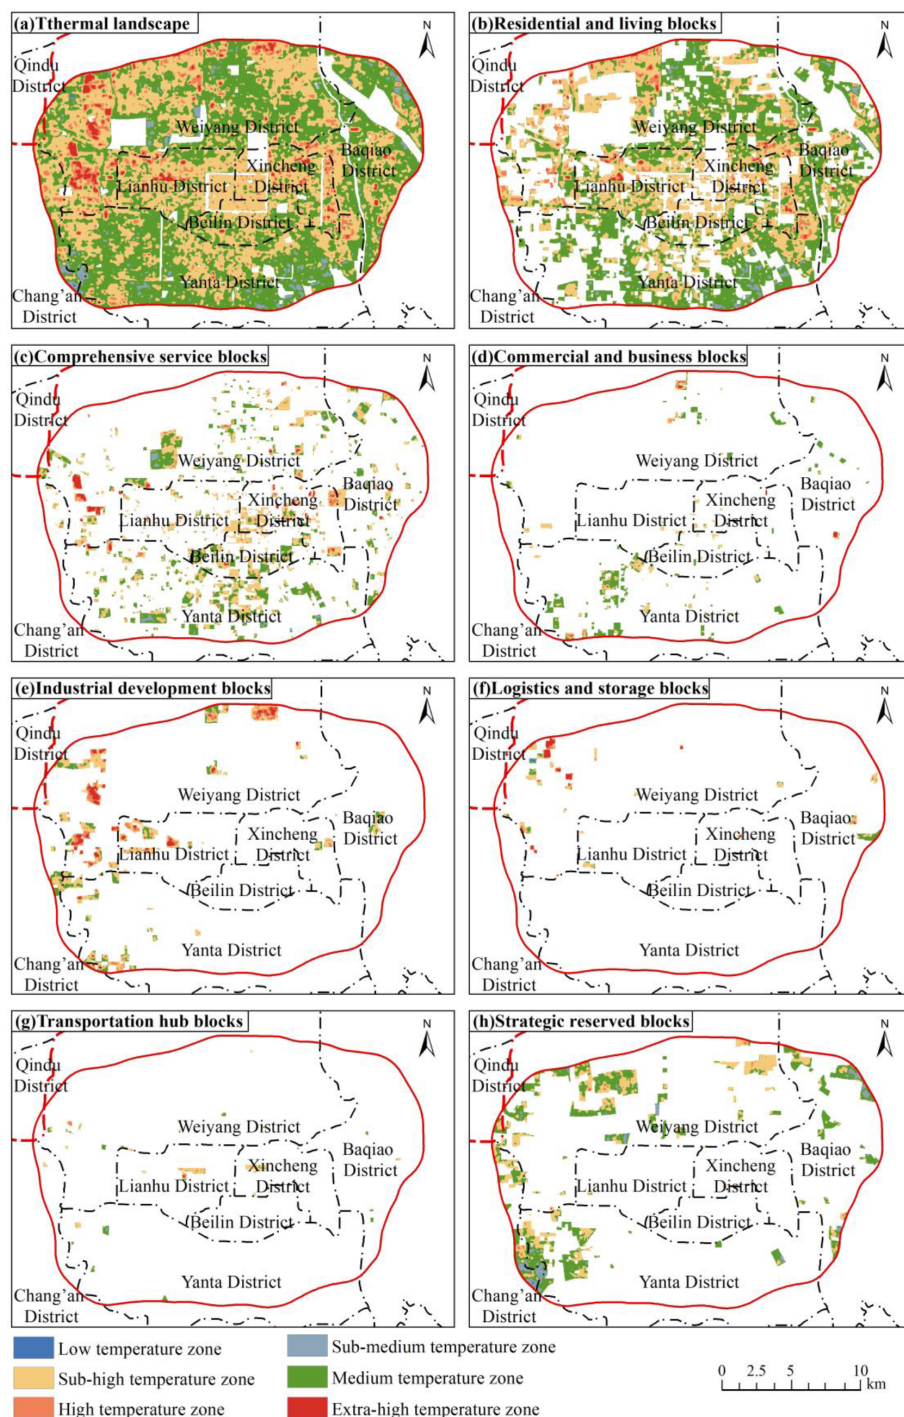 (a)Tthermal landscape
N
Qindu
District
Weiyang District
Xincheng
District
Baqiao
District
Lianhu District
Beilin District
Yanta District
Chang'an
District
(b)Residential and living blocks
N
Qindu
District
Weiyang District
Xincheng
District
Baqiao
District
Lianhu District
Beilin District
Yanta District
Chang'an
District
(c)Comprehensive service blocks
N
Qindu
District
Weiyang District
Xincheng
District
Baqiao
District
Lianhu District
Beilin District
Yanta District
Chang'an
District
(d)Commercial and business blocks
N
Qindu
District
Weiyang District
Xincheng
District
Baqiao
District
Lianhu District
Beilin District
Yanta District
Chang'an
District
(e)Industrial development blocks
N
Qindu
District
Weiyang District
Xincheng
District
Baqiao
District
Lianhu District
Beilin District
Yanta District
Chang'an
District
(f)Logistics and storage blocks
N
Qindu
District
Weiyang District
Xincheng
District
Baqiao
District
Lianhu District
Beilin District
Yanta District
Chang'an
District
(g)Transportation hub blocks
N
Qindu
District
Weiyang District
Xincheng
District
Baqiao
District
Lianhu District
Beilin District
Yanta District
Chang'an
District
(h)Strategic reserved blocks
N
Qindu
District
Weiyang District
Xincheng
District
Baqiao
District
Lianhu District
Beilin District
Yanta District
Chang'an
District
Low temperature zone
Sub-medium temperature zone
Sub-high temperature zone
Medium temperature zone
High temperature zone
Extra-high temperature zone
0 2.5 5 10
km